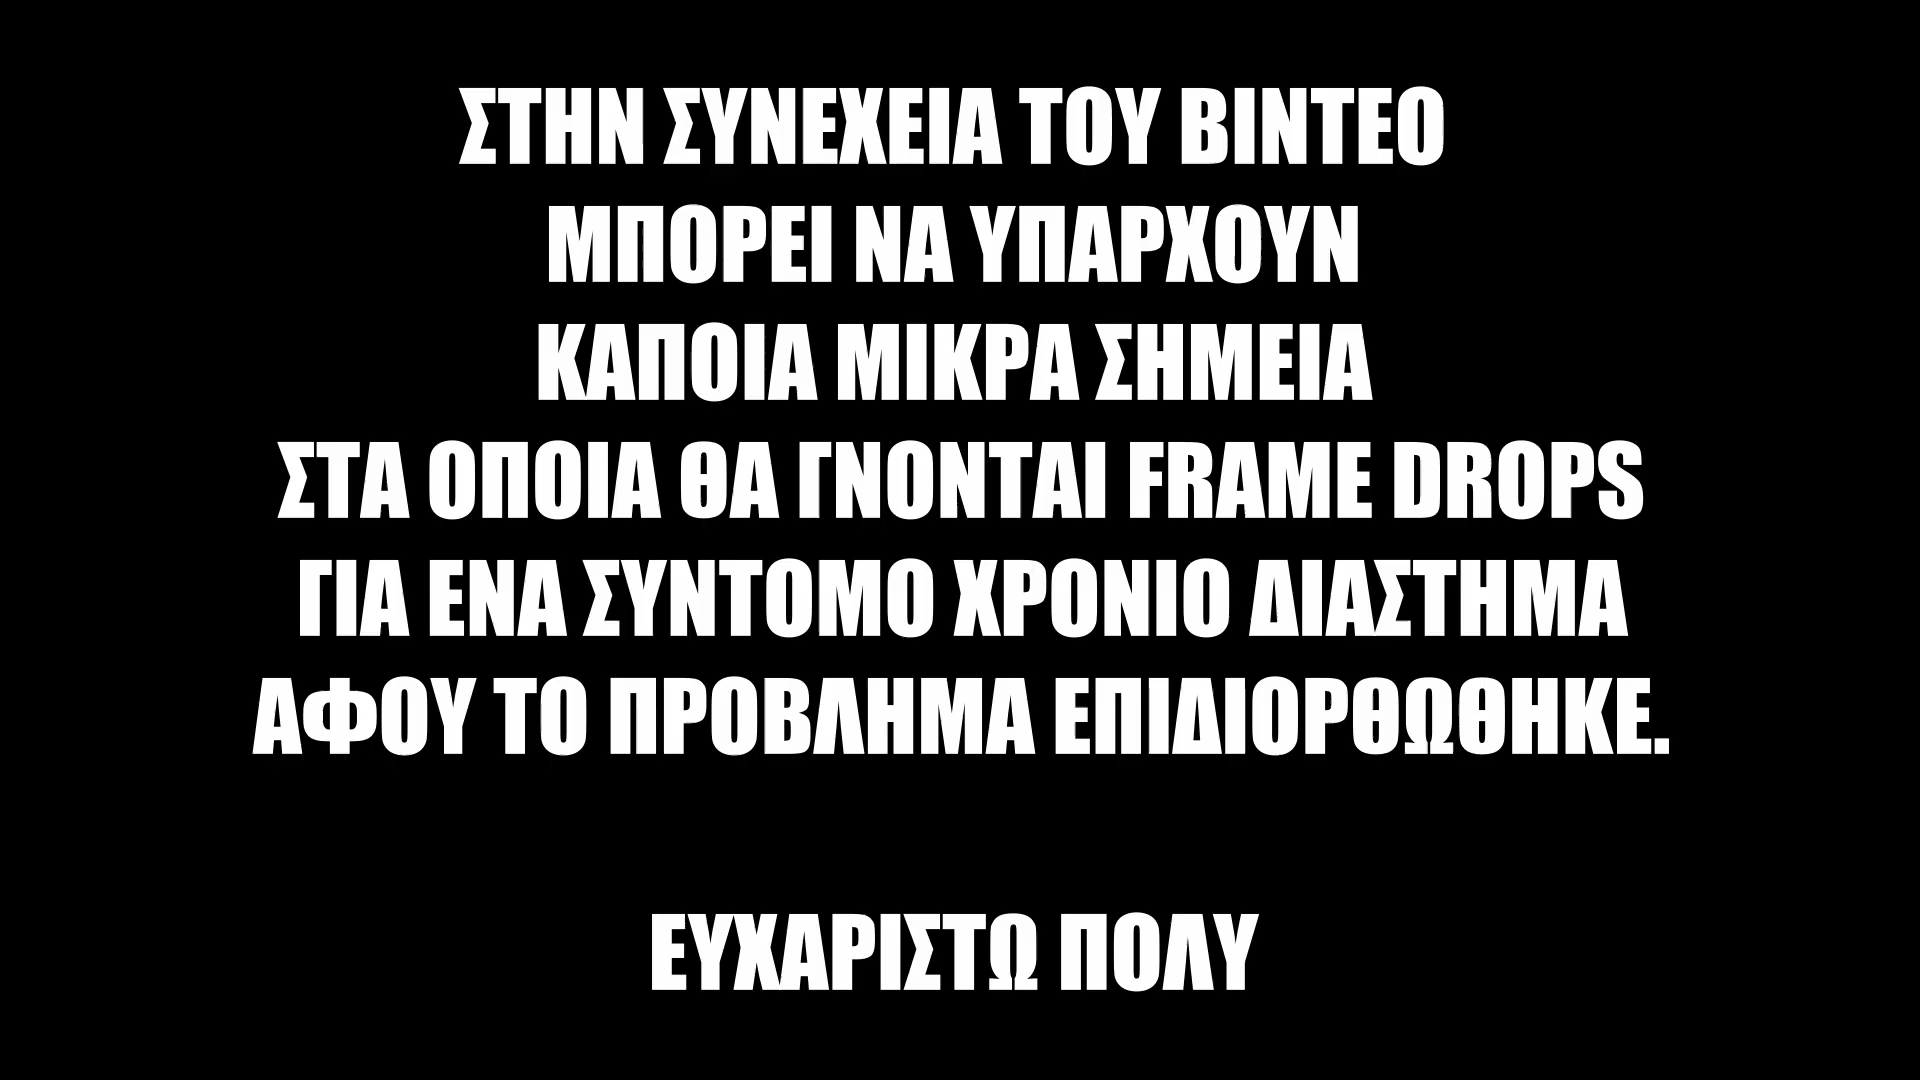 ΣΤΗΝ ΣΥΝΕΧΕΙΑ ΤΟΥ ΒΙΝΤΕΟ
ΜΠΟΡΕΙ ΝΑ ΥΠΑΡΧΟΥΝ
ΚΑΠΟΙΑ ΜΙΚΡΑ ΣΗΜΕΙΑ
ΣΤΑ ΟΠΟΙΑ ΘΑ ΓΝΟΝΤΑΙ FRAME DROPS
ΓΙΑ ΕΝΑ ΣΥΝΤΟΜΟ ΧΡΟΝΙΟ ΔΙΑΣΤΗΜΑ
ΑΦΟΥ ΤΟ ΠΡΟΒΛΗΜΑ ΕΠΙΔΙΟΡΘΩΘΗΚΕ.
ΕΥΧΑΡΙΣΤΩ ΠΟΛΥ